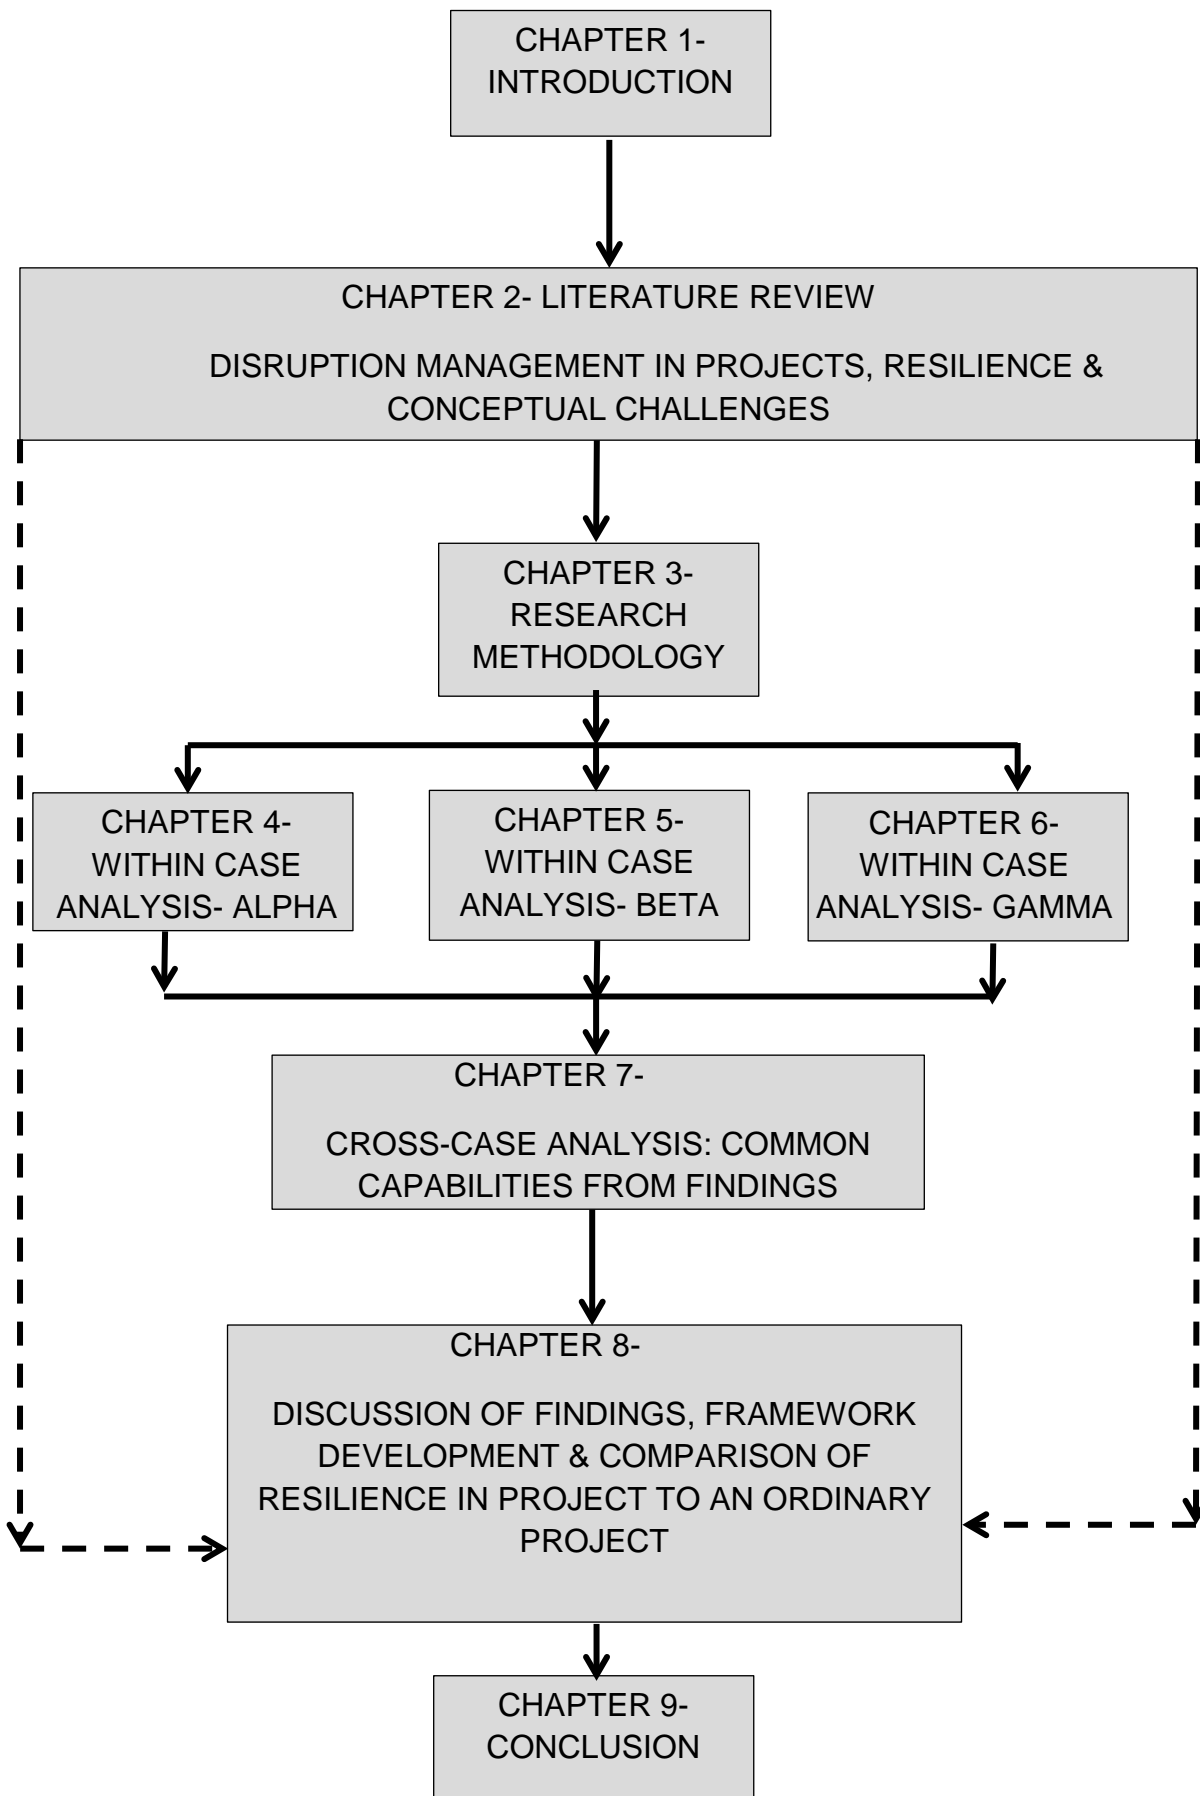 CHAPTER 1-
INTRODUCTION
CHAPTER 2- LITERATURE REVIEW
DISRUPTION MANAGEMENT IN PROJECTS, RESILIENCE &
CONCEPTUAL CHALLENGES
CHAPTER 3-
RESEARCH
METHODOLOGY
CHAPTER 4-
WITHIN CASE
ANALYSIS- ALPHA
CHAPTER 5-
WITHIN CASE
ANALYSIS- BETA
CHAPTER 6-
WITHIN CASE
ANALYSIS- GAMMA
CHAPTER 7-
CROSS-CASE ANALYSIS: COMMON
CAPABILITIES FROM FINDINGS
CHAPTER 8-
DISCUSSION OF FINDINGS, FRAMEWORK
DEVELOPMENT & COMPARISON OF
RESILIENCE IN PROJECT TO AN ORDINARY
PROJECT
CHAPTER 9-
CONCLUSION